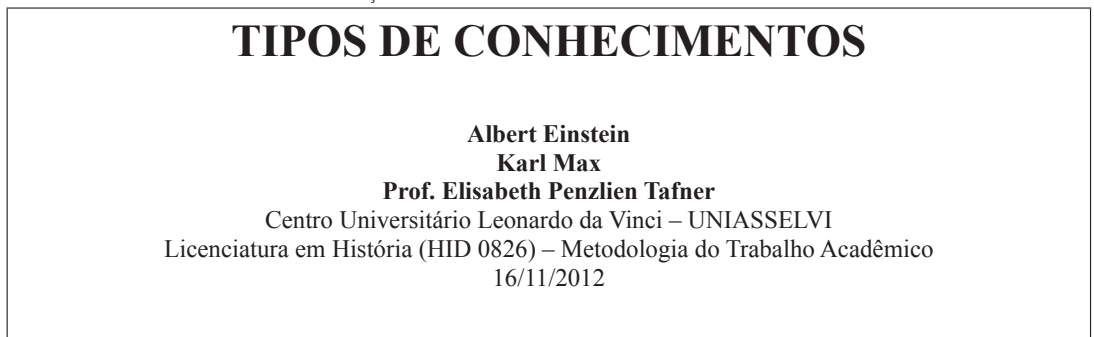 TIPOS DE CONHECIMENTOS
Albert Einstein
Karl Max
Prof. Elisabeth Penzlien Tafner
Centro Universitário Leonardo da Vinci – UNIASSELVI
Licenciatura em História (HID 0826) – Metodologia do Trabalho Acadêmico
16/11/2012